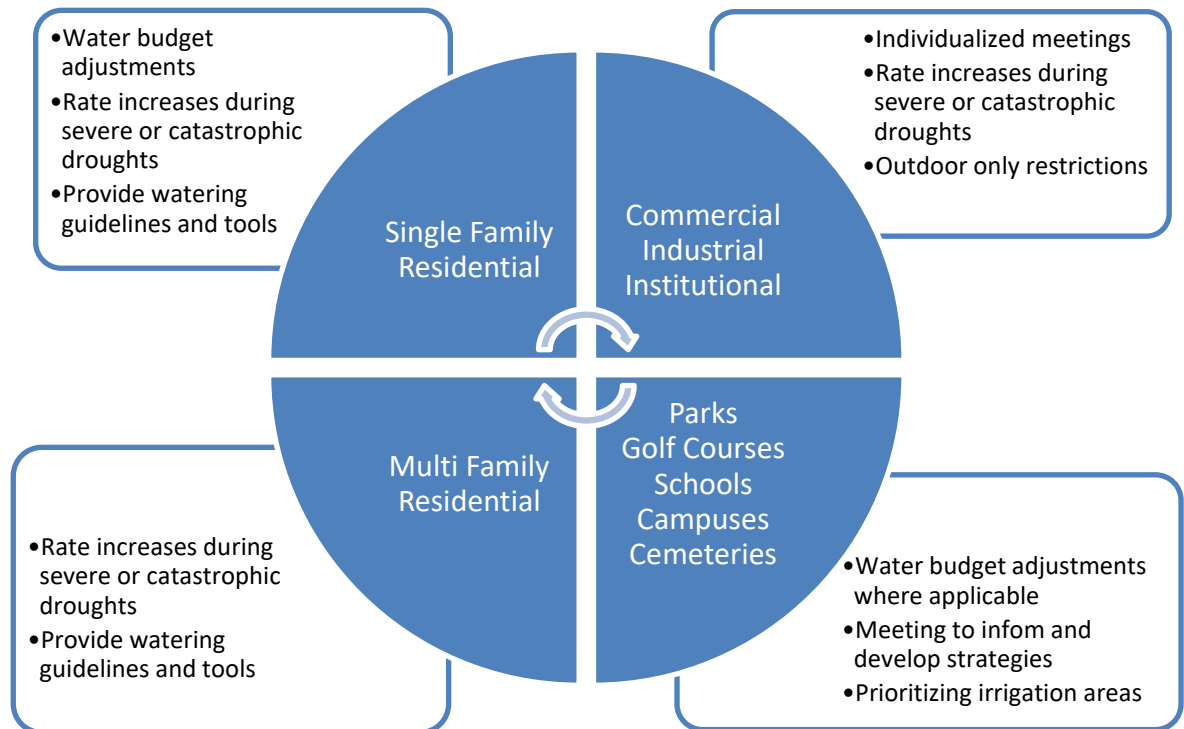 •Water budget
adjustments
•Rate increases during
severe or catastrophic
droughts
•Provide watering
guidelines and tools
Single Family
Residential
•Individualized meetings
•Rate increases during
severe or catastrophic
droughts
•Outdoor only restrictions
Commercial
Industrial
Institutional
Multi Family
Residential
•Rate increases during
severe or catastrophic
droughts
•Provide watering
guidelines and tools
Parks
Golf Courses
Schools
Campuses
Cemeteries
•Water budget adjustments
where applicable
•Meeting to infom and
develop strategies
•Prioritizing irrigation areas